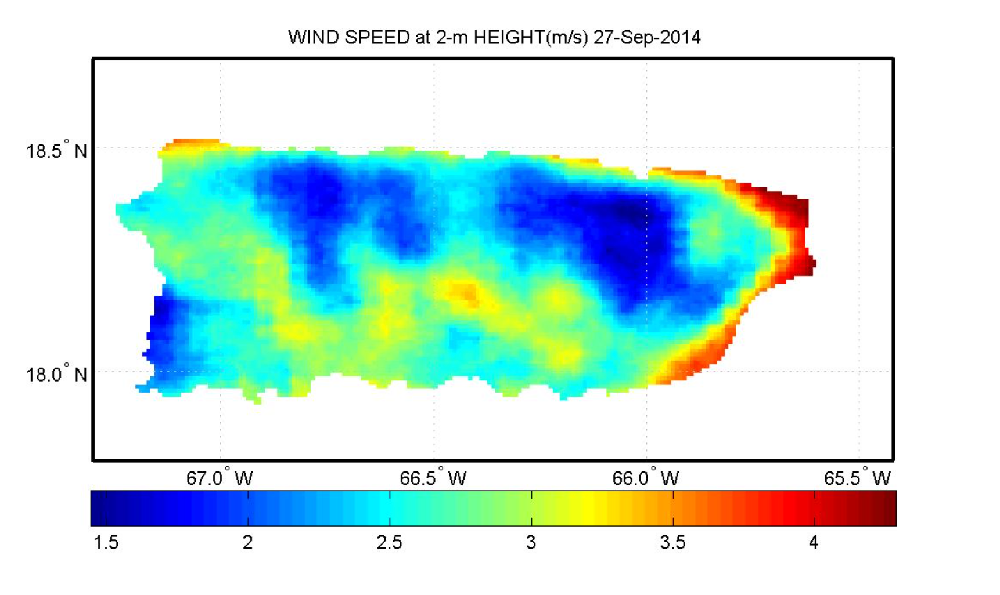 WIND SPEED at 2-m HEIGHT(m/s) 27-Sep-2014
18.5° N
18.0° N
67.0° W 66.5° W 66.0° W 65.5° W
1.5 2 2.5 3 3.5 4